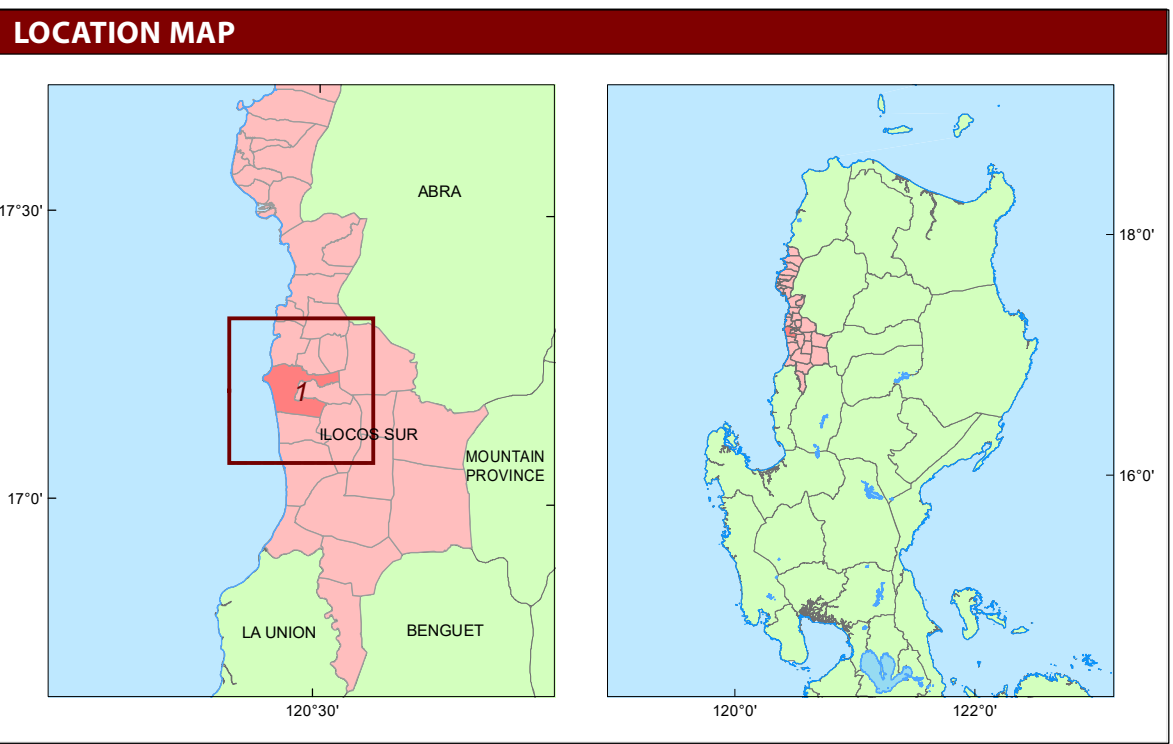 LOCATION MAP
ABRA
17°30'
1
ILOCOS SUR
MOUNTAIN
PROVINCE
17°0'
LA UNION
BENGUET
120°30'
18°0'
16°0'
120°0'
122°0'